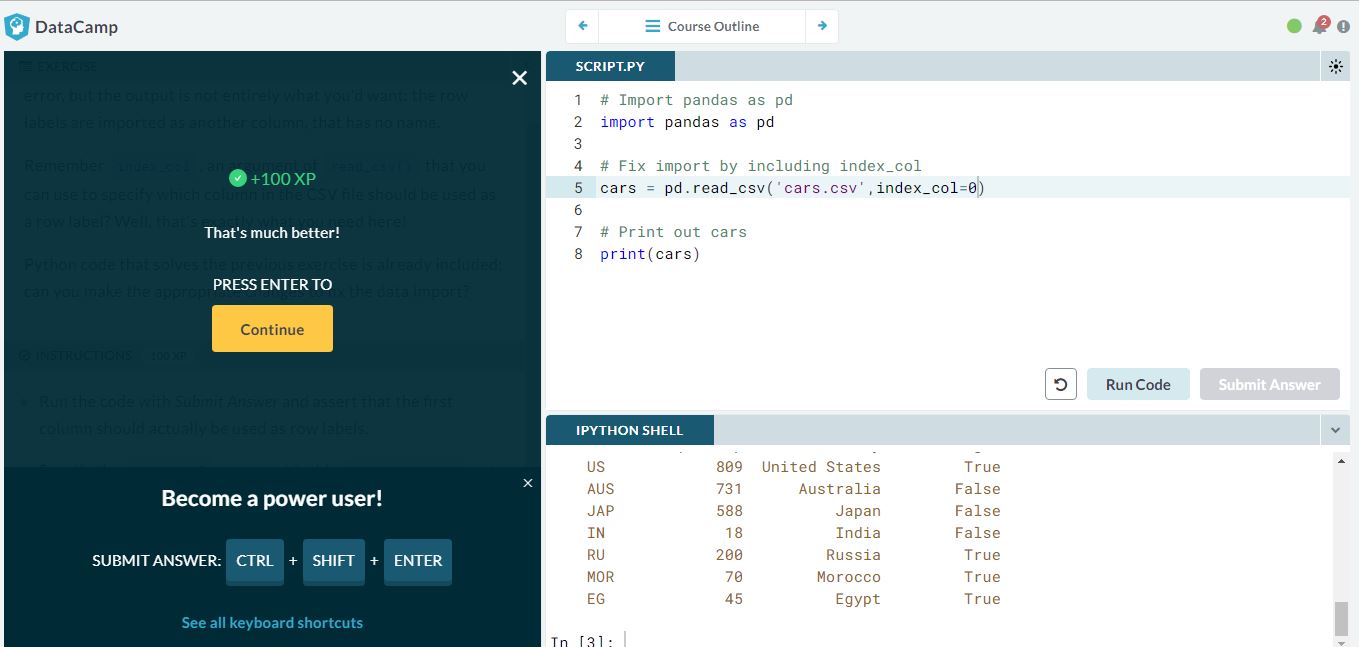 DataCamp
Course Outline
2
EXERCISE
error, but the output is not entirely what you'd want: the row
labels are imported as another column, that has no name.
Remember index_col, an argument of read_csv() that you
can use to specify which column in the CSV file should be used as
a row label? Well, that's exactly what you need here!
Python code that solves the previous exercise is already included;
can you make the appropriate changes to fix the data import?
INSTRUCTIONS 100 XP
Run the code with Submit Answer and assert that the first
column should actually be used as row labels.
+100 XP
That's much better!
PRESS ENTER TO
Continue
Become a power user!
SUBMIT ANSWER: CTRL + SHIFT + ENTER
See all keyboard shortcuts
SCRIPT.PY
1 # Import pandas as pd
2 import pandas as pd
3
4 # Fix import by including index_col
5 cars = pd.read_csv('cars.csv',index_col=0)
6
7 # Print out cars
8 print(cars)
Run Code
Submit Answer
IPYTHON SHELL
US 809 United States True
AUS 731 Australia False
JAP 588 Japan False
IN 18 India False
RU 200 Russia True
MOR 70 Morocco True
EG 45 Egypt True
In [3]: